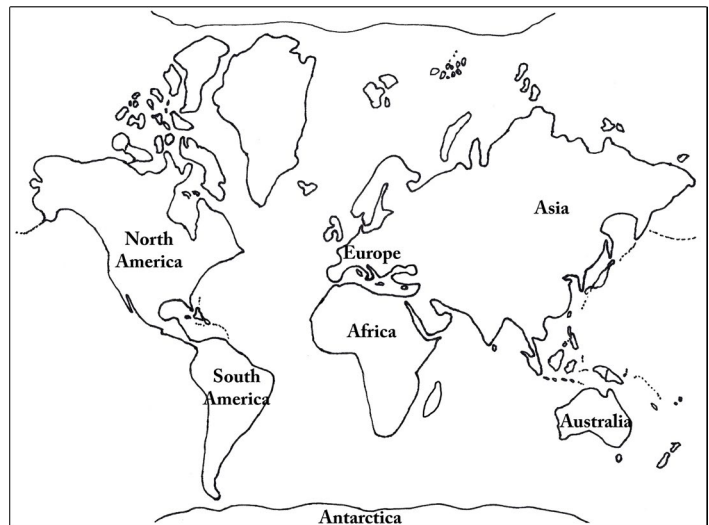 North
America
South
America
Europe
Africa
Asia
Australia
Antarctica